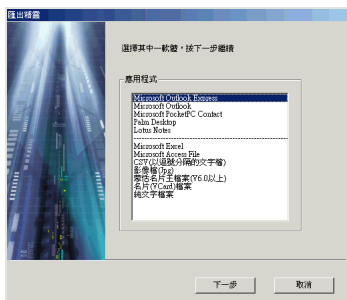 匯出精靈
選擇其中一軟體，按下一步繼續
應用程式
Microsoft Outlook Express
Microsoft Outlook
Microsoft PocketPC Contact
Palm Desktop
Lotus Notes
Microsoft Excel
Microsoft Access File
CSV(以逗號分隔的文字檔)
影像檔(Jpg)
蒙恬名片王檔案(V6.0以上)
名片(VCard)檔案
純文字檔案
下一步
取消